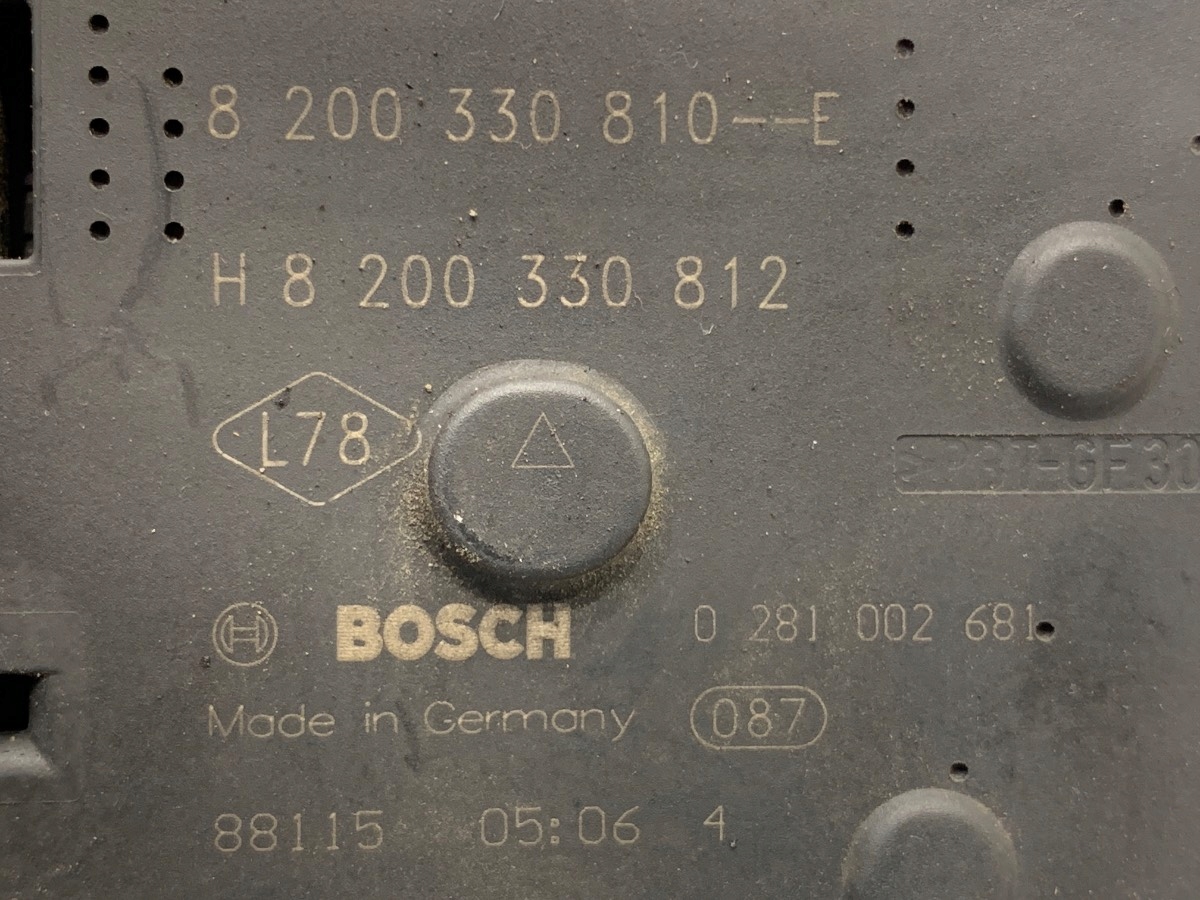 8 200 330 810--E
H 8 200 330 812
L78
BOSCH 0 281 002 681
Made in Germany 087
88115 05:06 4